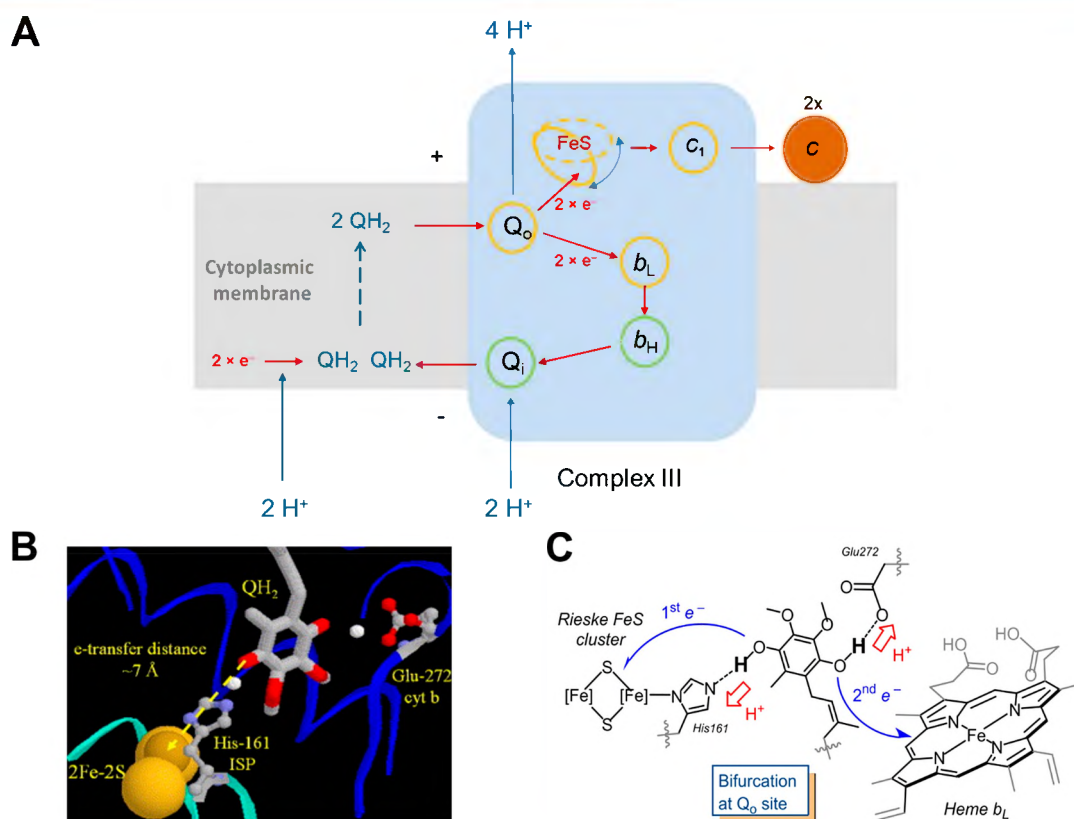 A
4 H⁺
2x
FeS
c₁
c
+
2 × e⁻
2 QH₂
Qₒ
2 × e⁻
b_L
Cytoplasmic
membrane
b_H
2 × e⁻
QH₂ QH₂
Qᵢ
-
Complex III
2 H⁺
2 H⁺
B
QH₂
e-transfer distance
~7 Å
Glu-272
cyt b
His-161
ISP
2Fe-2S
C
Glu272
O
O
H⁺
Rieske FeS
cluster
1ˢᵗ e⁻
O
O
H
O
H
O
S
[Fe]
[Fe]
S
N
N
His161
H⁺
2ⁿᵈ e⁻
HO
O
HO
O
N
N
Fe
N
N
Bifurcation
at Qₒ site
Heme b_L